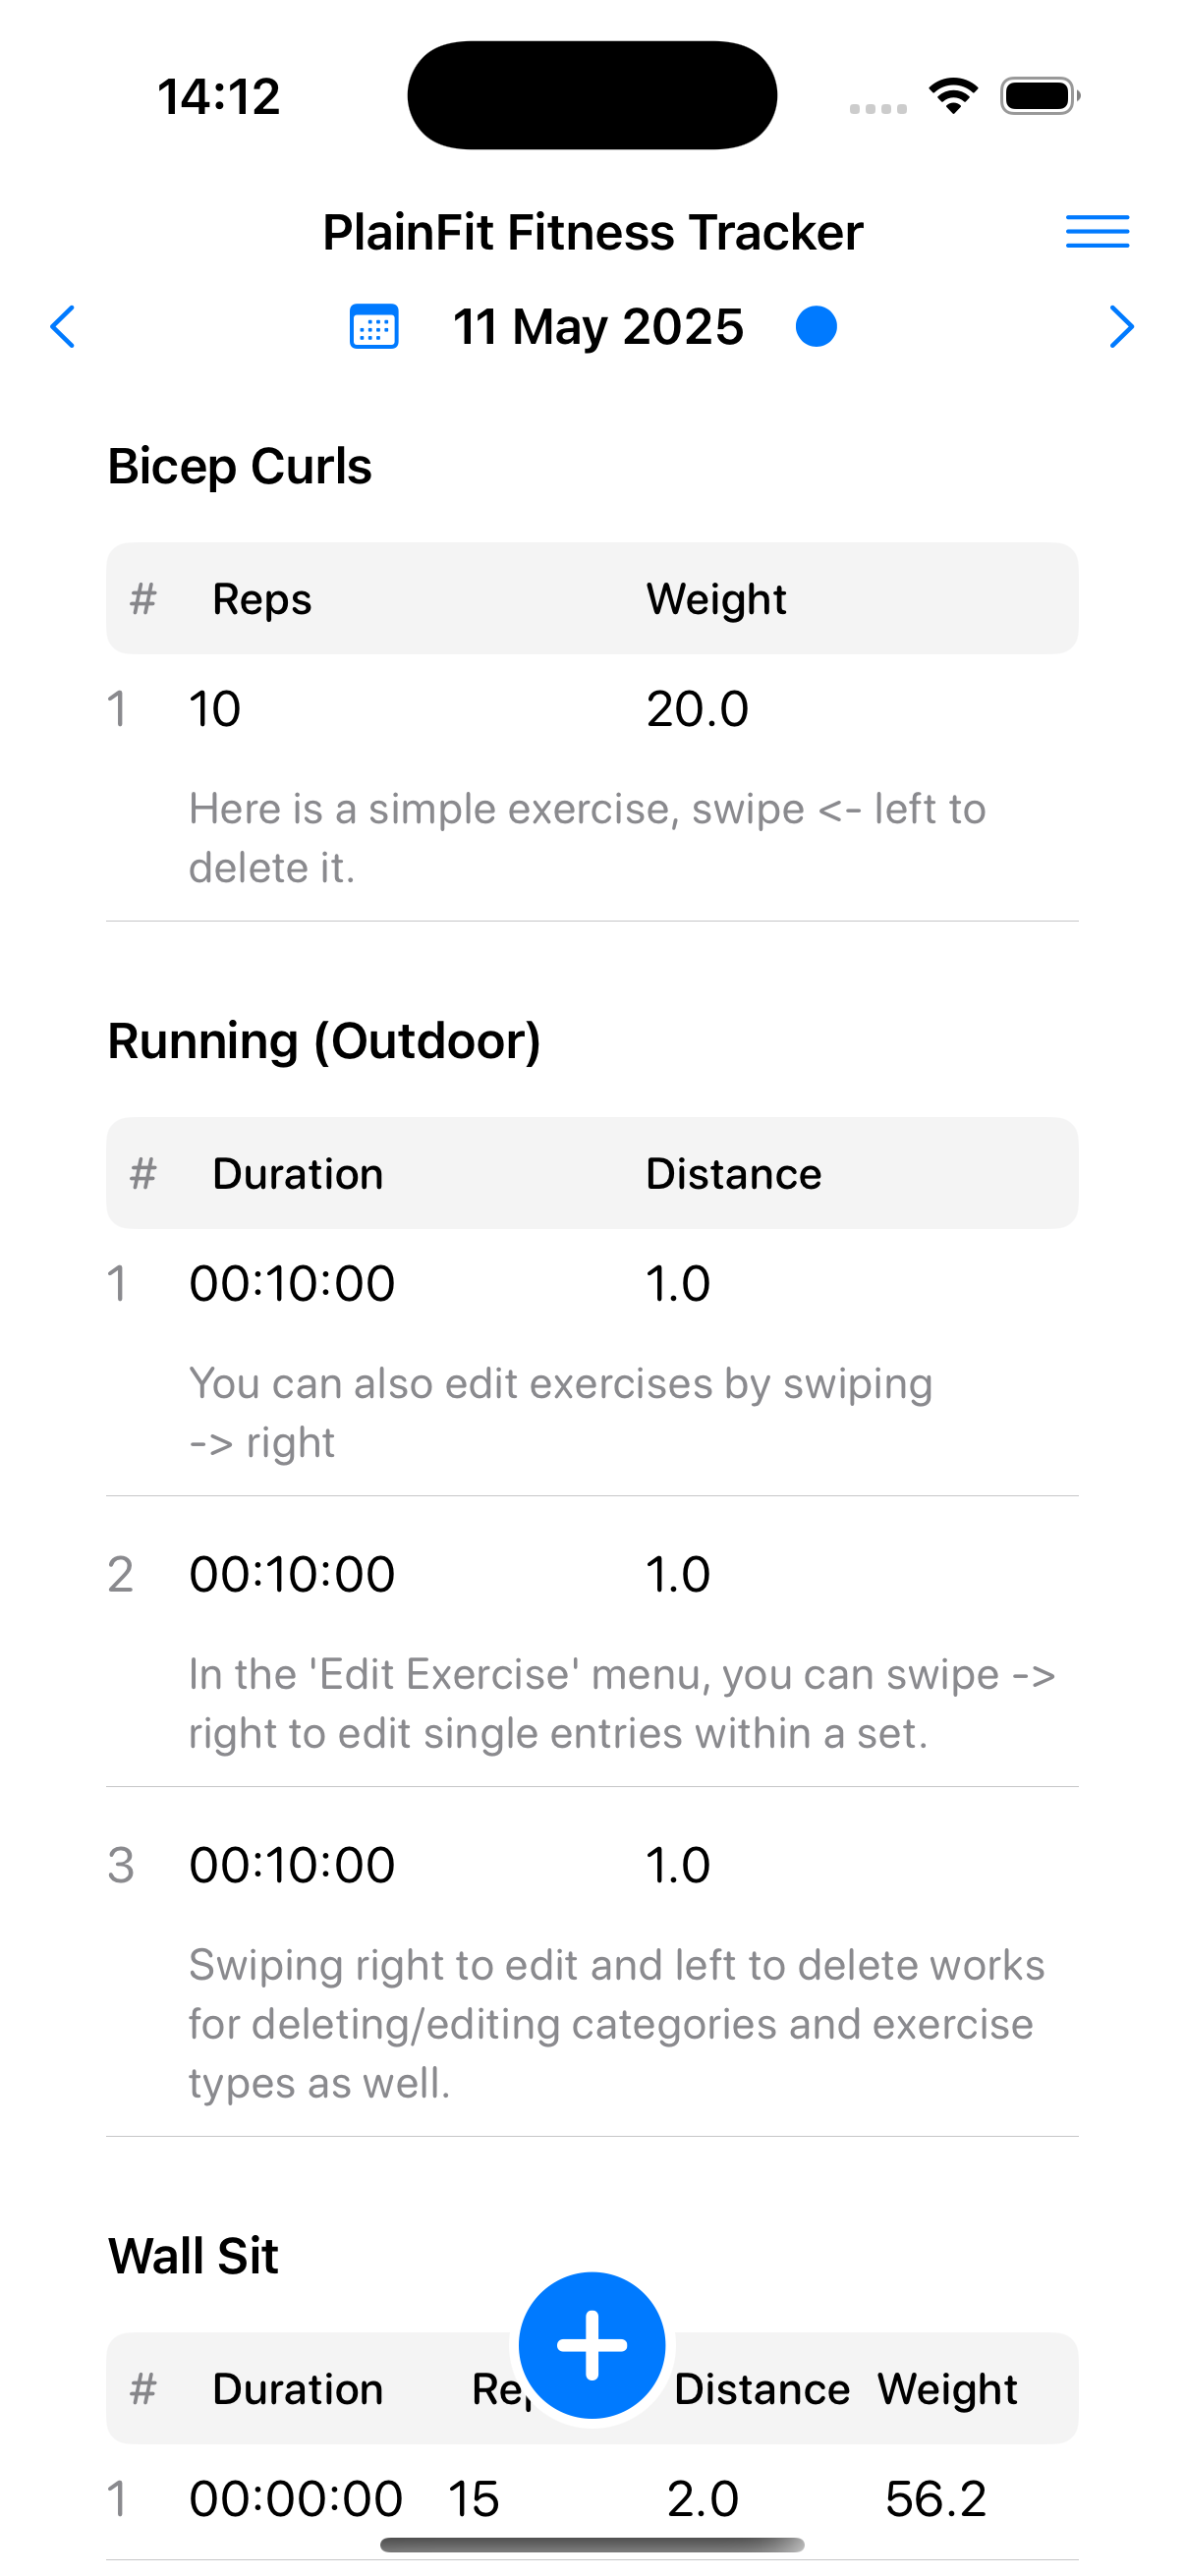 14:12
PlainFit Fitness Tracker
11 May 2025
Bicep Curls
# Reps Weight
1 10 20.0
Here is a simple exercise, swipe <- left to
delete it.
Running (Outdoor)
# Duration Distance
1 00:10:00 1.0
You can also edit exercises by swiping
-> right
2 00:10:00 1.0
In the 'Edit Exercise' menu, you can swipe ->
right to edit single entries within a set.
3 00:10:00 1.0
Swiping right to edit and left to delete works
for deleting/editing categories and exercise
types as well.
Wall Sit
# Duration Distance Weight
1 00:00:00 15 2.0 56.2